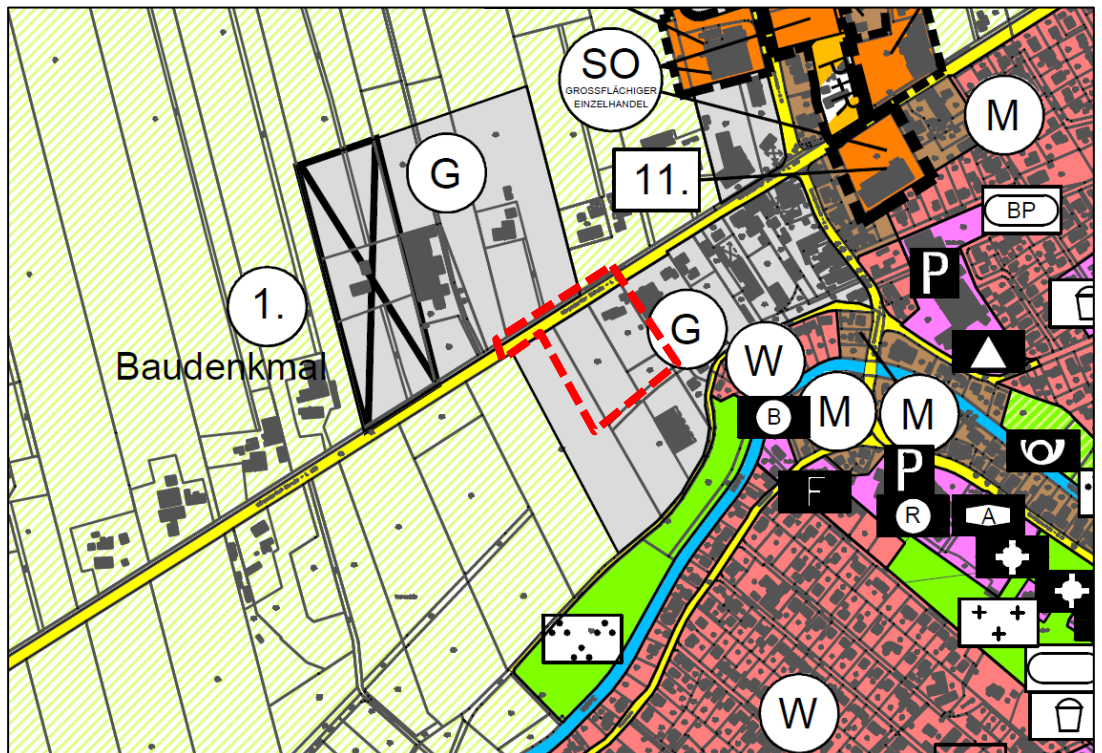 SO
GROSSFLÄCHIGER
EINZELHANDEL
M
G
11.
BP
P
1.
G
W
Baudenkmal
B
M
M
P
F
R
A
W